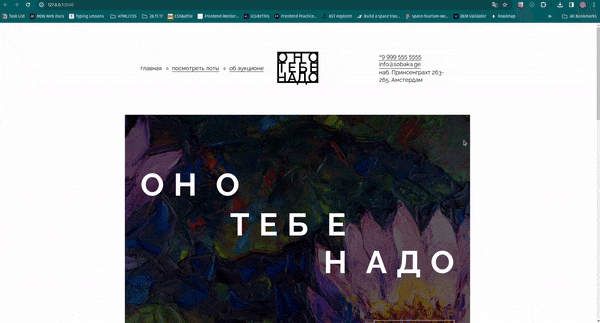 127.0.0.1:5500
Task List
MDN Web Docs
Typing Lessons
HTML/CSS
26.11.17
CSSBattle
Frontend Mentor...
iCodeThis
Frontend Practice...
AST explorer
Build a space trav...
space-tourism-we...
BEM Validator
Roadmap
All Bookmarks
главная посмотреть лоты об аукционе
ОНО
ТЕБЕ
НАДО
+9 999 555 5555
info@sobaka.ge
наб. Принсенграхт 263-
265, Амстердам
ОНО
ТЕБЕ
НАДО